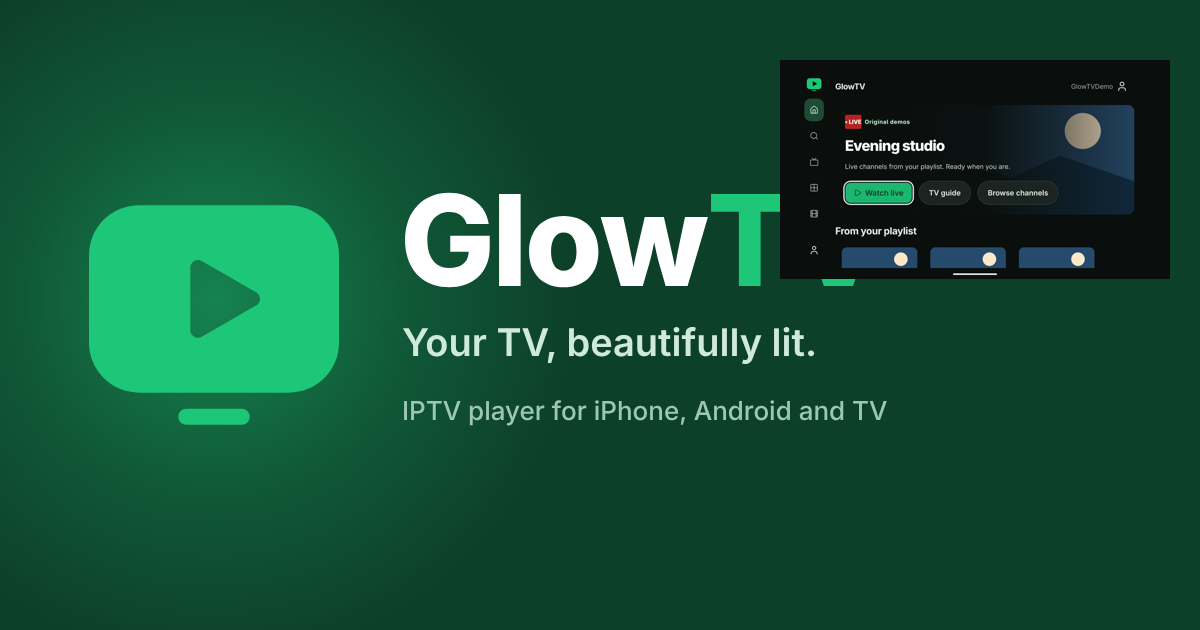 GlowTV
Your TV, beautifully lit.
IPTV player for iPhone, Android and TV
GlowTV
GlowTVDemo
• LIVE Original demos
Evening studio
Live channels from your playlist. Ready when you are.
Watch live
TV guide
Browse channels
From your playlist